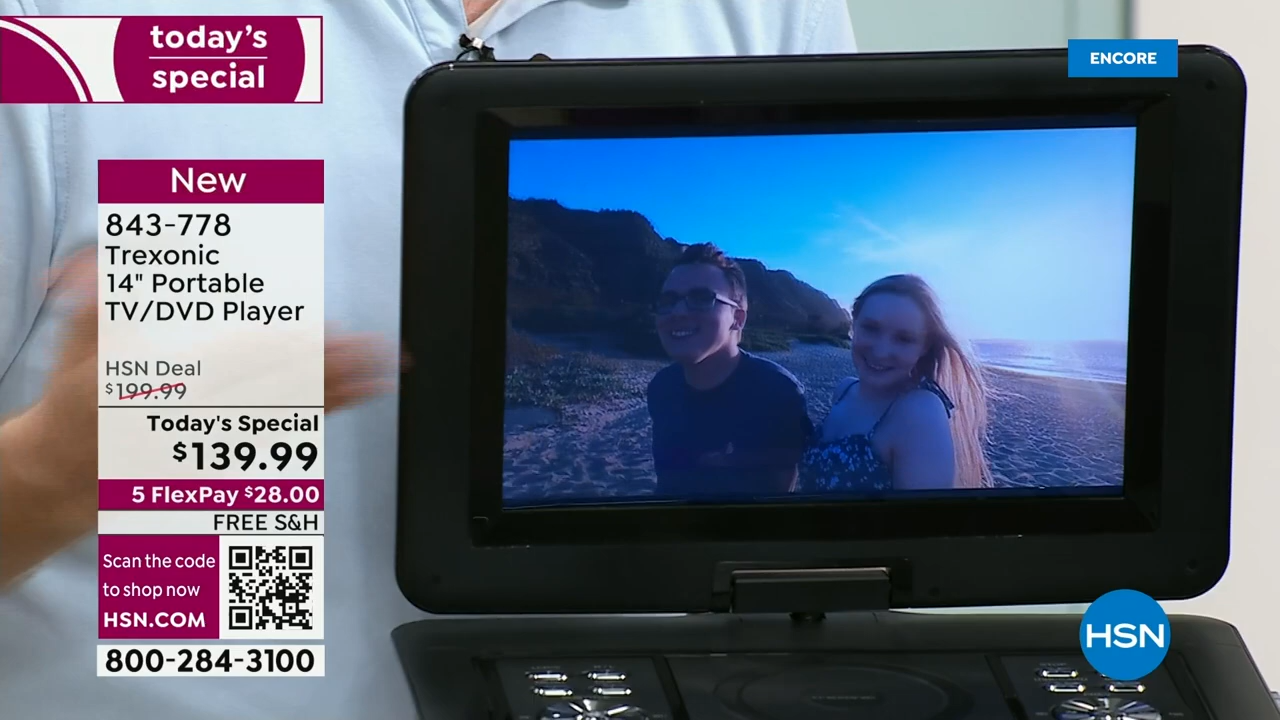 today's
special
ENCORE
New
843-778
Trexonic
14" Portable
TV/DVD Player
HSN Deal
$199.99
Today's Special
$139.99
5 FlexPay $28.00
FREE S&H
Scan the code
to shop now
HSN.COM
800-284-3100
HSN